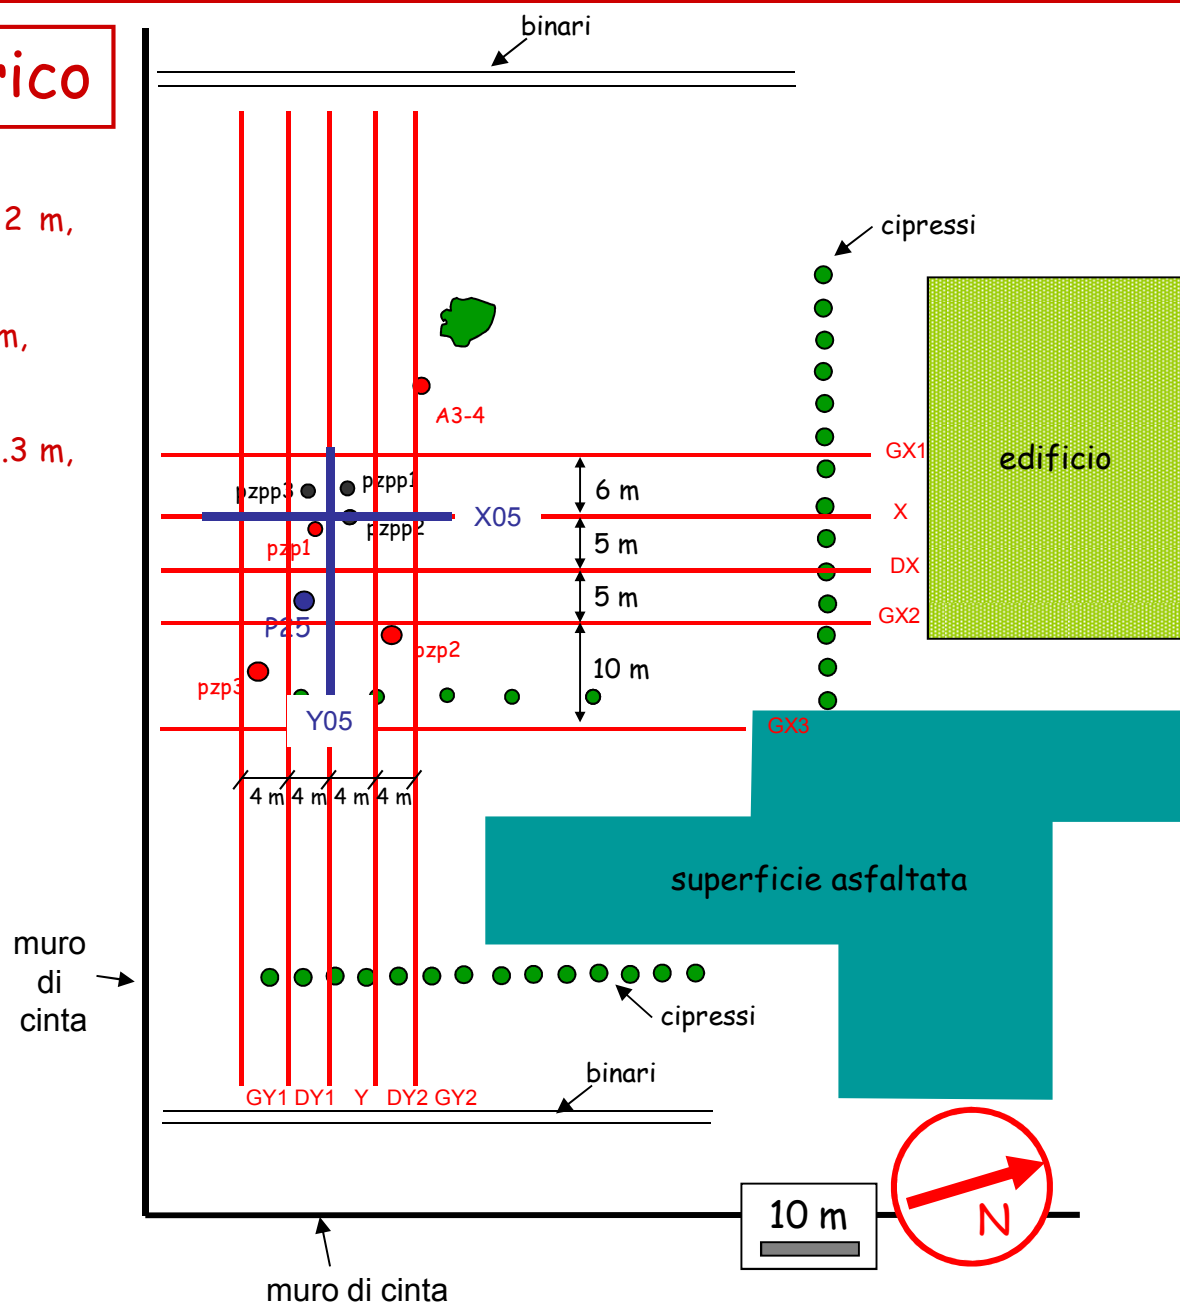 binari
rico
2 m,
cipressi
m,
A3-4
.3 m,
GX1
edificio
pzpp3
pzpp1
6 m
X05
X
pzpp2
pzp1
5 m
DX
5 m
GX2
P25
pzp2
10 m
pzp3
Y05
GX3
4 m 4 m 4 m 4 m
superficie asfaltata
muro
di
cinta
cipressi
binari
GY1 DY1 Y DY2 GY2
10 m
N
muro di cinta